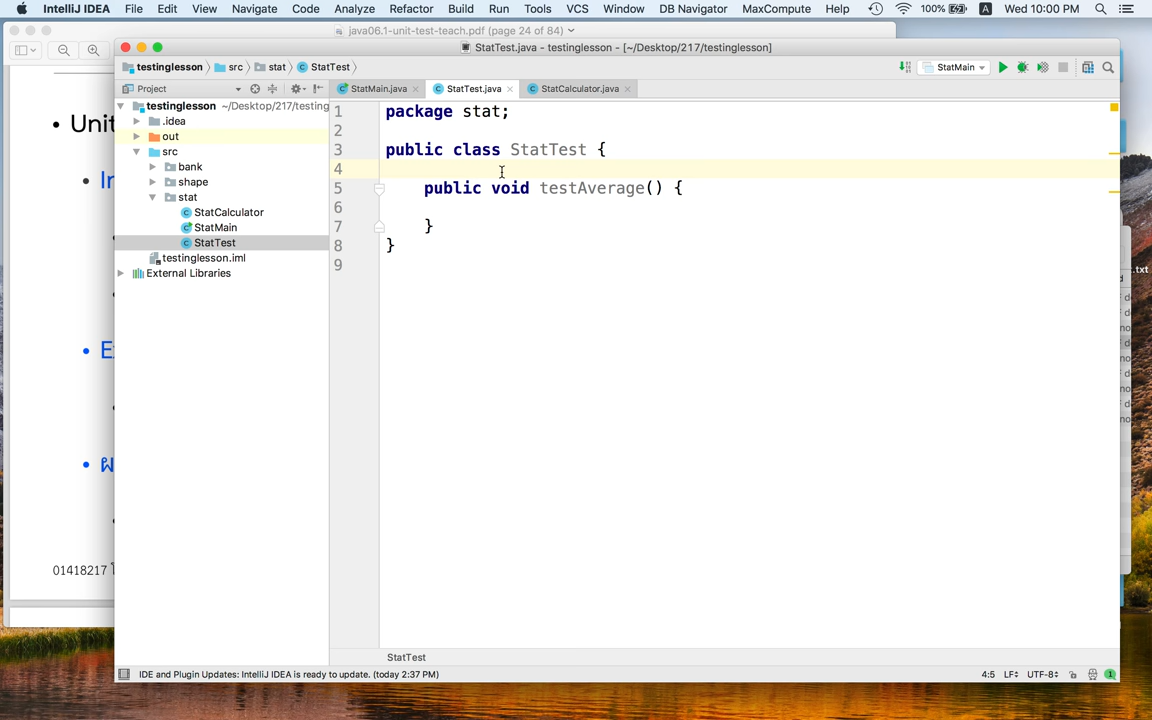 IntelliJ IDEA File Edit View Navigate Code Analyze Refactor Build Run Tools VCS Window DB Navigator MaxCompute Help 100% A Wed 10:00 PM
java06.1-unit-test-teach.pdf (page 24 of 84)
StatTest.java - testinglesson - [~/Desktop/217/testinglesson]
testinglesson src stat StatTest StatMain
Project StatMain.java StatTest.java StatCalculator.java
testinglesson ~/Desktop/217/testing
.idea
out
src
bank
shape
stat
StatCalculator
StatMain
StatTest
testinglesson.iml
External Libraries
1 package stat;
2
3 public class StatTest {
4
5 public void testAverage() {
6
7 }
8 }
9
• Unit
.txt
01418217
StatTest
IDE and Plugin Updates: IntelliJ IDEA is ready to update. (today 2:37 PM) 4:5 LF÷ UTF-8÷ 1